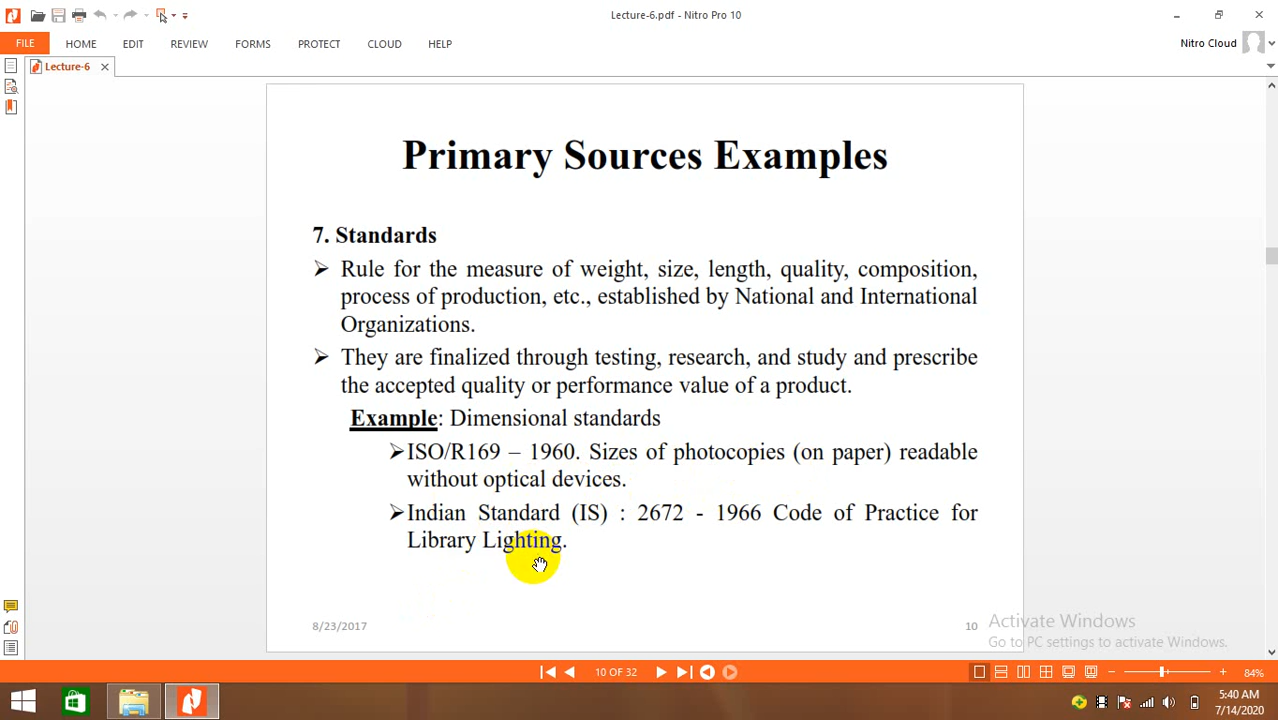 Lecture-6.pdf - Nitro Pro 10
FILE HOME EDIT REVIEW FORMS PROTECT CLOUD HELP Nitro Cloud
Lecture-6
Primary Sources Examples
7. Standards
Rule for the measure of weight, size, length, quality, composition,
process of production, etc., established by National and International
Organizations.
They are finalized through testing, research, and study and prescribe
the accepted quality or performance value of a product.
Example: Dimensional standards
ISO/R169 – 1960. Sizes of photocopies (on paper) readable
without optical devices.
Indian Standard (IS) : 2672 - 1966 Code of Practice for
Library Lighting.
8/23/2017 10
Activate Windows
Go to PC settings to activate Windows.
10 OF 32 84%
5:40 AM
7/14/2020